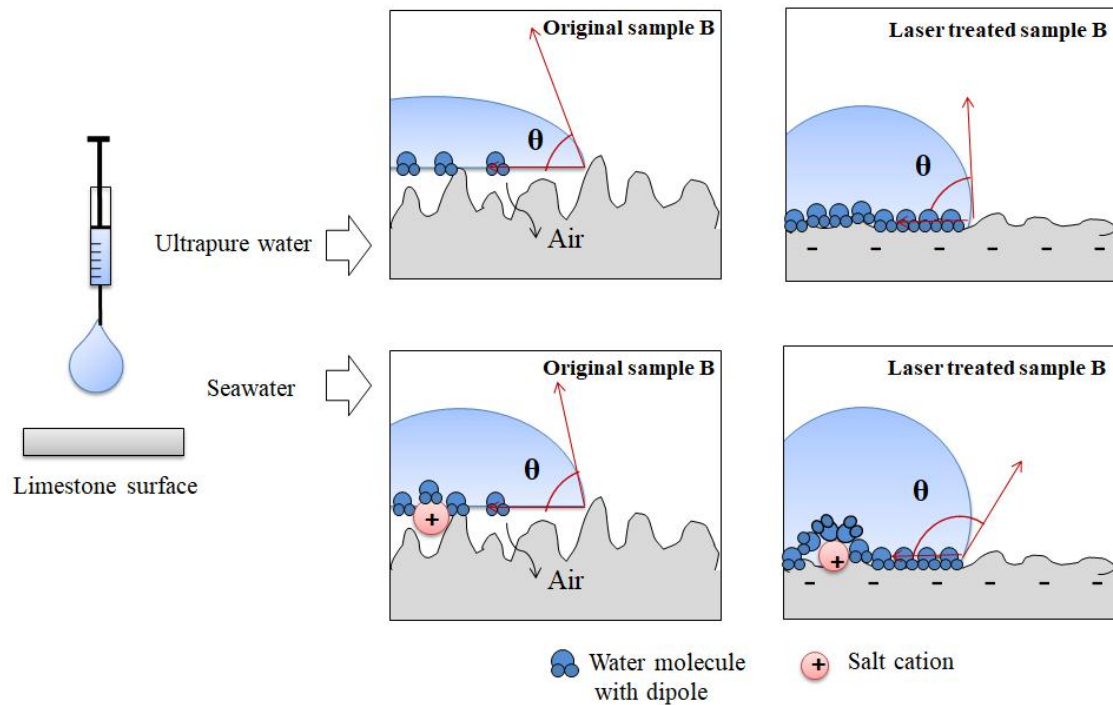 Original sample B
θ
Air
Laser treated sample B
θ
- - - - - -
Ultrapure water
Seawater
Limestone surface
Original sample B
θ
+
Air
Laser treated sample B
θ
+
- - - - - -
Water molecule
with dipole
+
Salt cation